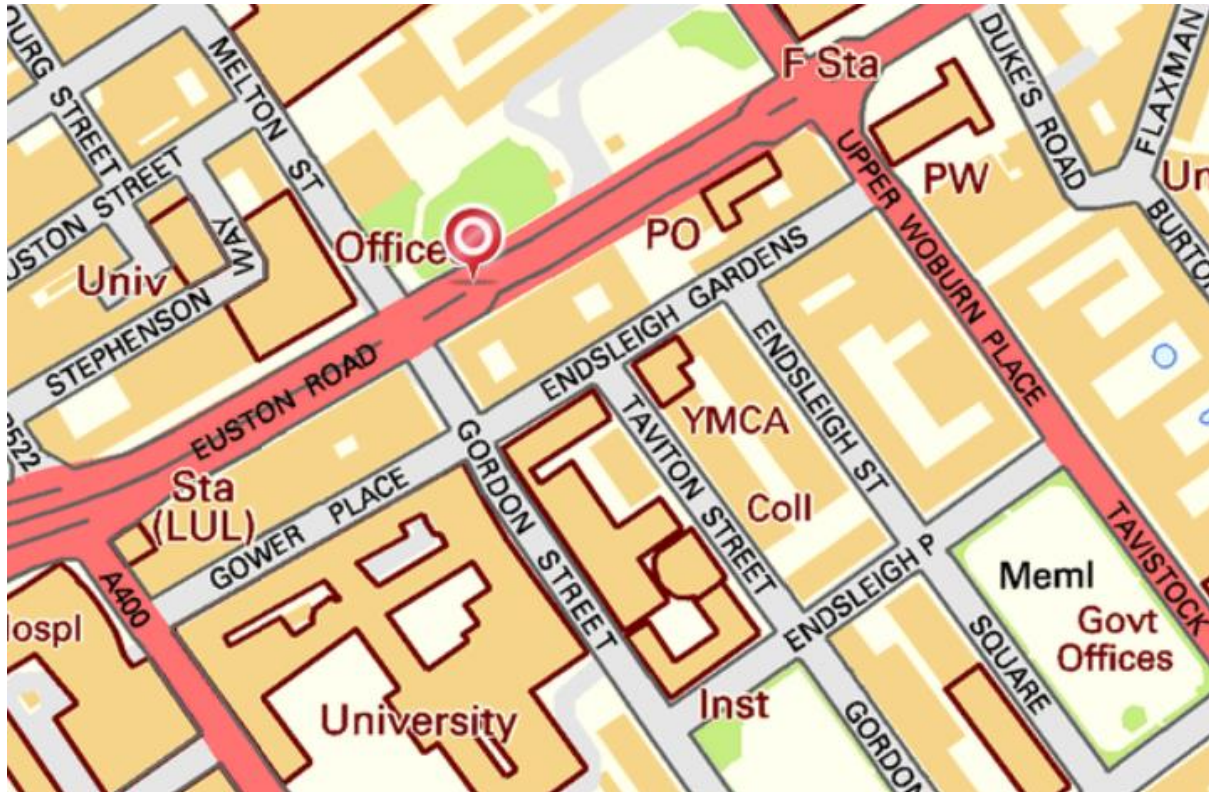 OURG
STREET
MELTON ST
EUSTON STREET
WAY
Univ
STEPHENSON
Office
F Sta
DUKE'S ROAD
FLAXMAN
PW
Un
BURTON
PO
UPPER WOBURN PLACE
EUSTON ROAD
ENDSLEIGH GARDENS
ENDSLEIGH ST
TAVITON STREET
YMCA
Coll
Sta
(LUL)
GOWER PLACE
GORDON STREET
A400
Hospl
University
Inst
ENDSLEIGH P
Meml
Govt
Offices
TAVISTOCK
SQUARE
GORDON